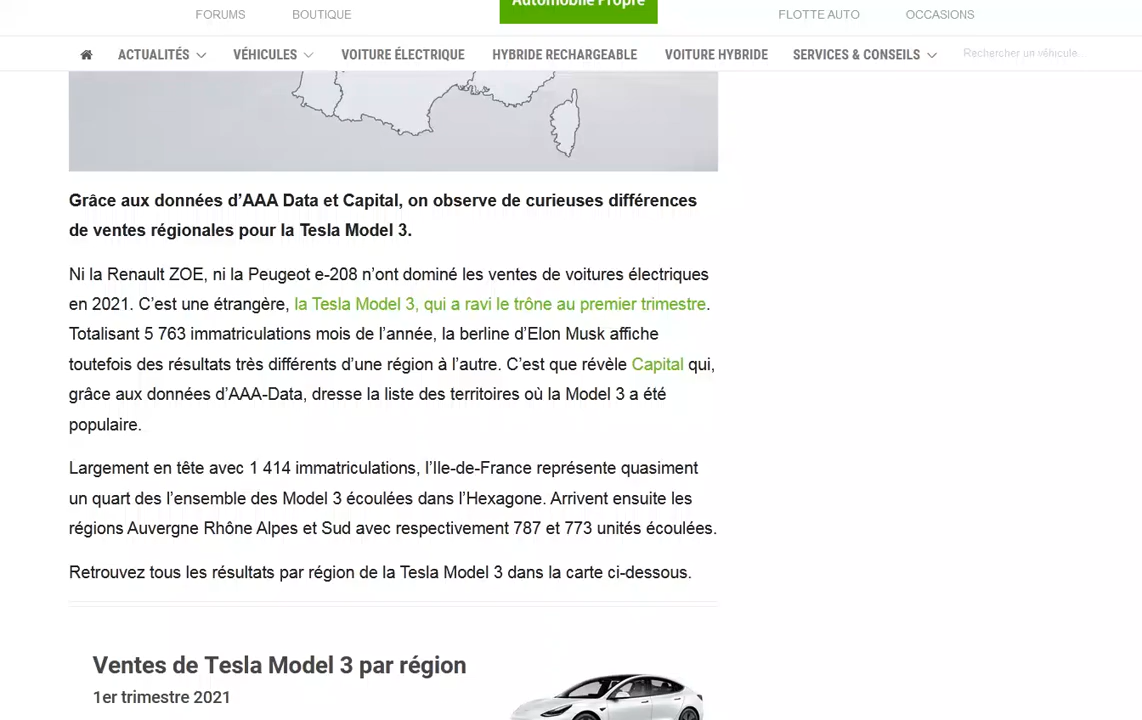 Automobile Propre
FORUMS BOUTIQUE FLOTTE AUTO OCCASIONS
ACTUALITÉS VÉHICULES VOITURE ÉLECTRIQUE HYBRIDE RECHARGEABLE VOITURE HYBRIDE SERVICES & CONSEILS Rechercher un véhicule...
Grâce aux données d’AAA Data et Capital, on observe de curieuses différences
de ventes régionales pour la Tesla Model 3.
Ni la Renault ZOE, ni la Peugeot e-208 n’ont dominé les ventes de voitures électriques
en 2021. C’est une étrangère, la Tesla Model 3, qui a ravi le trône au premier trimestre.
Totalisant 5 763 immatriculations mois de l’année, la berline d’Elon Musk affiche
toutefois des résultats très différents d’une région à l’autre. C’est que révèle Capital qui,
grâce aux données d’AAA-Data, dresse la liste des territoires où la Model 3 a été
populaire.
Largement en tête avec 1 414 immatriculations, l’Ile-de-France représente quasiment
un quart des l’ensemble des Model 3 écoulées dans l’Hexagone. Arrivent ensuite les
régions Auvergne Rhône Alpes et Sud avec respectivement 787 et 773 unités écoulées.
Retrouvez tous les résultats par région de la Tesla Model 3 dans la carte ci-dessous.
Ventes de Tesla Model 3 par région
1er trimestre 2021